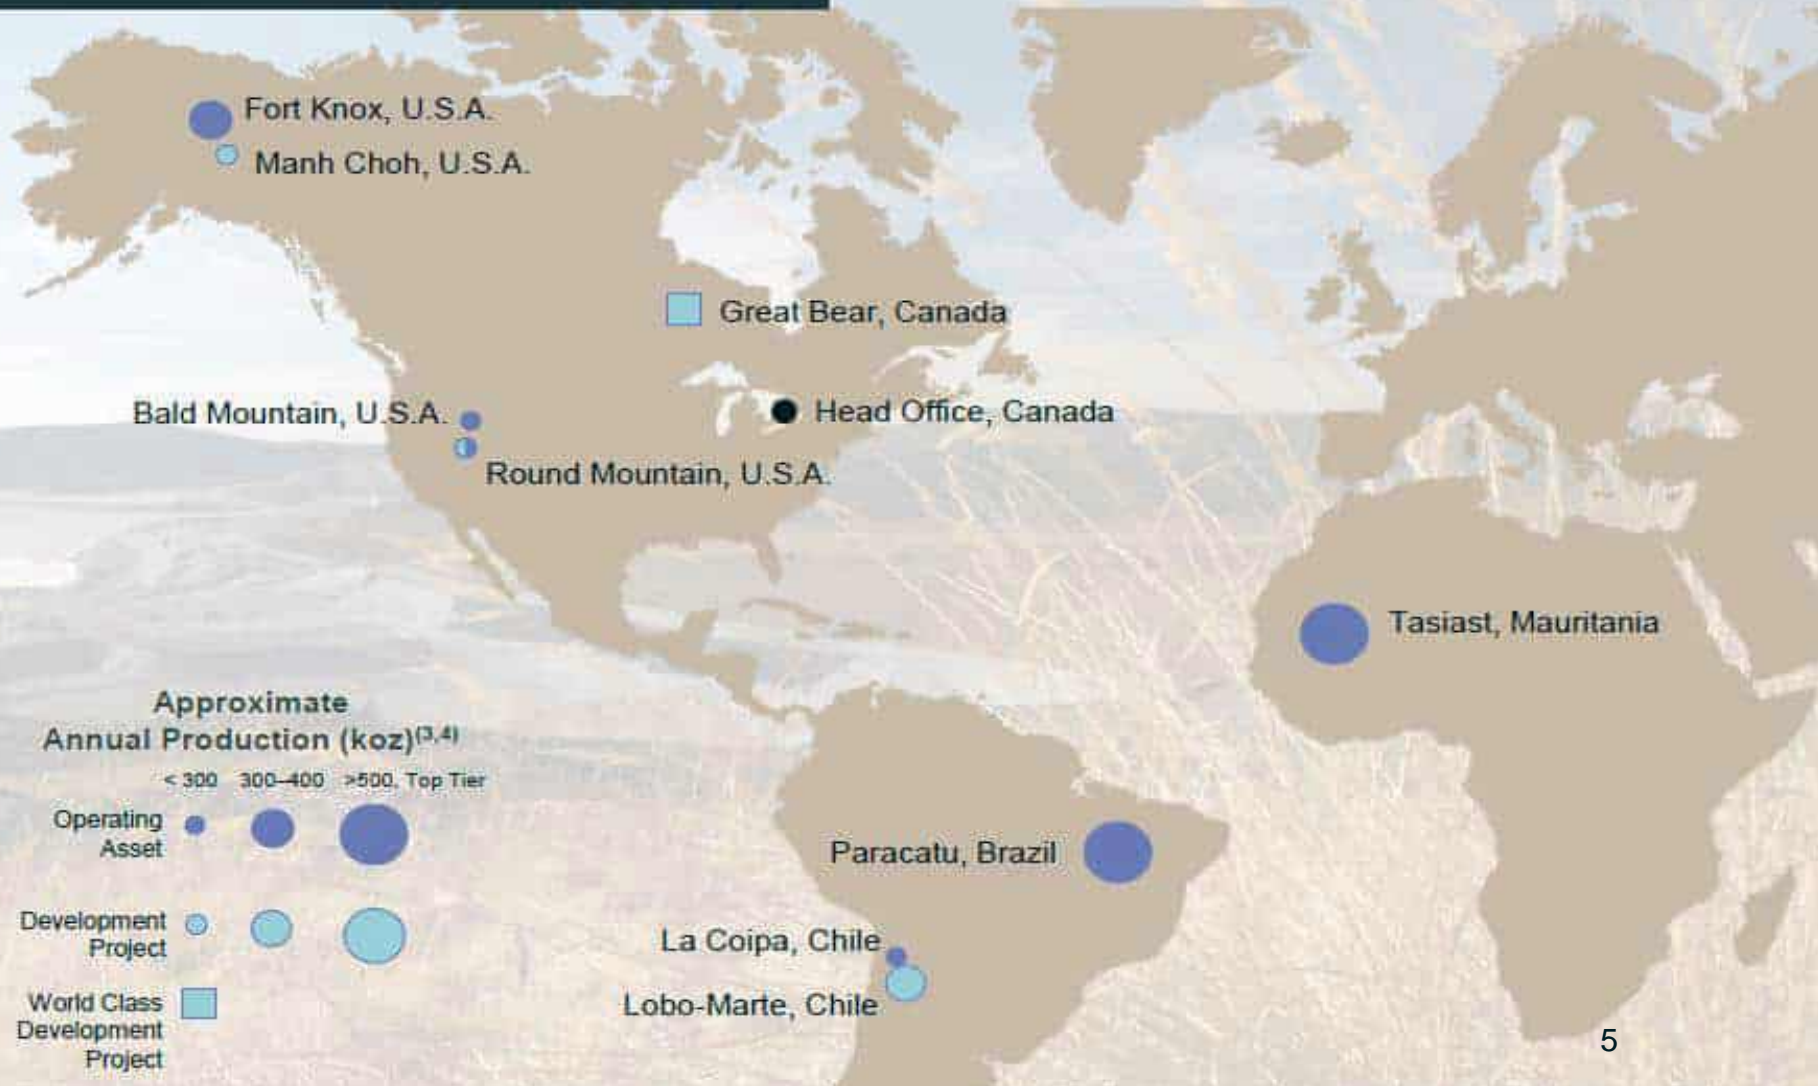 Fort Knox, U.S.A.
Manh Choh, U.S.A.
Great Bear, Canada
Bald Mountain, U.S.A.
Head Office, Canada
Round Mountain, U.S.A.
Tasiast, Mauritania
Approximate
Annual Production (koz)(3,4)
< 300 300–400 >500, Top Tier
Operating
Asset
Development
Project
World Class
Development
Project
Paracatu, Brazil
La Coipa, Chile
Lobo-Marte, Chile
5